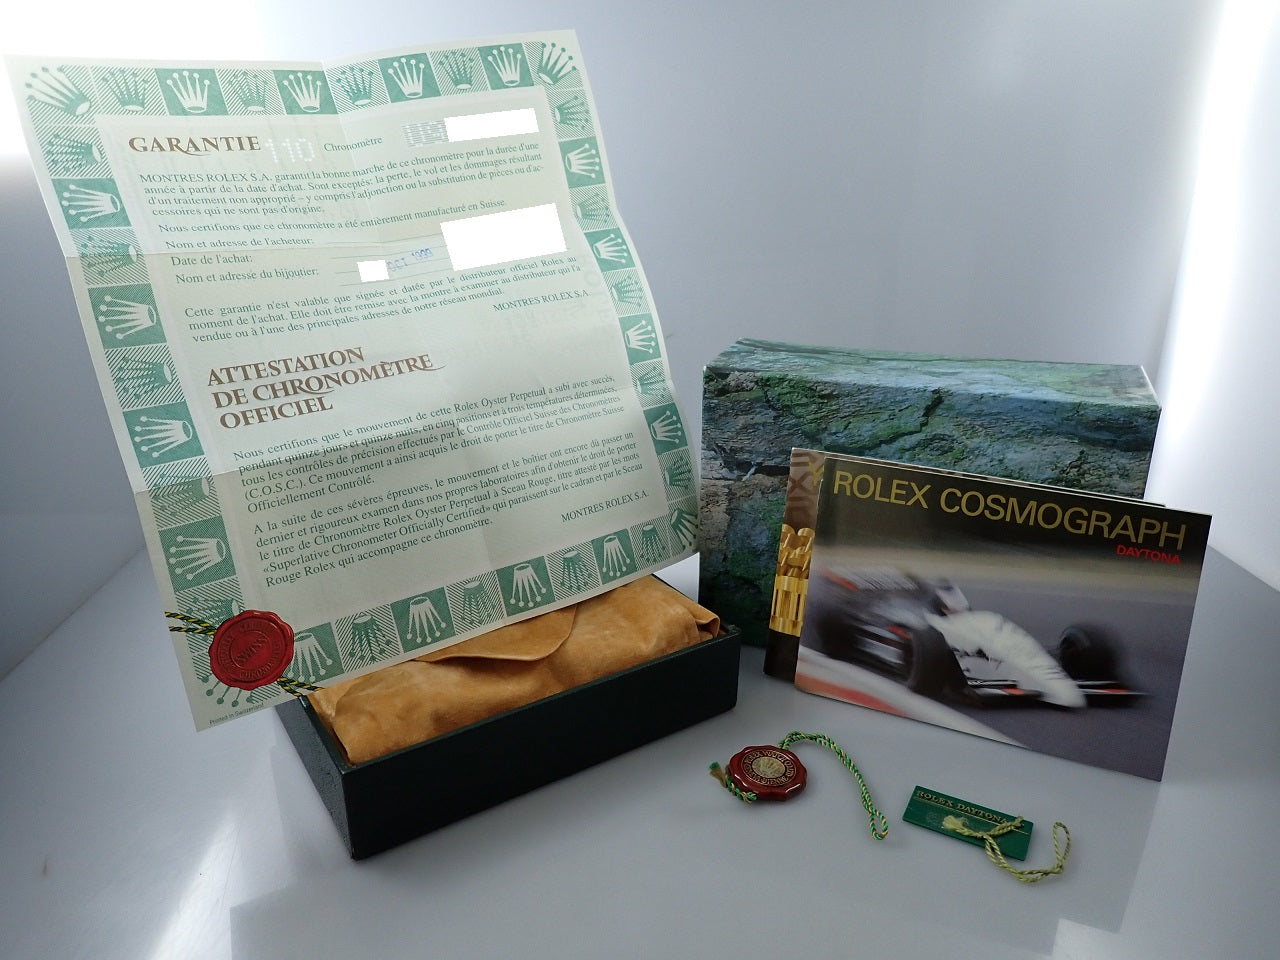 GARANTIE 110 Chronomètre
MONTRES ROLEX S.A. garantit la bonne marche de ce chronomètre pour la durée d'une
année à partir de la date d'achat. Sont exceptés: la perte, le vol et les dommages résultant
d'un traitement non approprié – y compris l'adjonction ou la substitution de pièces ou d'ac-
cessoires qui ne sont pas d'origine.
Nous certifions que ce chronomètre a été entièrement manufacturé en Suisse.
Nom et adresse de l'acheteur:
Date de l'achat:
OCT 1999
Nom et adresse du bijoutier:
Cette garantie n'est valable que signée et datée par le distributeur officiel Rolex au
moment de l'achat. Elle doit être remise avec la montre à examiner au distributeur qui l'a
vendue ou à l'une des principales adresses de notre réseau mondial.
MONTRES ROLEX S.A.
ATTESTATION
DE CHRONOMÈTRE
OFFICIEL
Nous certifions que le mouvement de cette Rolex Oyster Perpetual a subi avec succès,
pendant quinze jours et quinze nuits, en cinq positions et à trois températures déterminées,
tous les contrôles de précision effectués par le Contrôle Officiel Suisse des Chronomètres
(C.O.S.C.). Ce mouvement a ainsi acquis le droit de porter le titre de Chronomètre Suisse
Officiellement Contrôlé.
A la suite de ces sévères épreuves, le mouvement et le boîtier ont encore dû passer un
dernier et rigoureux examen dans nos propres laboratoires afin d'obtenir le droit de porter
le titre de Chronomètre Rolex Oyster Perpetual à Sceau Rouge, titre attesté par les mots
«Superlative Chronometer Officially Certified» qui paraissent sur le cadran et par le Sceau
Rouge Rolex qui accompagne ce chronomètre.
MONTRES ROLEX S.A.
Printed in Switzerland
ROLEX COSMOGRAPH
DAYTONA
ROLEX DAYTONA